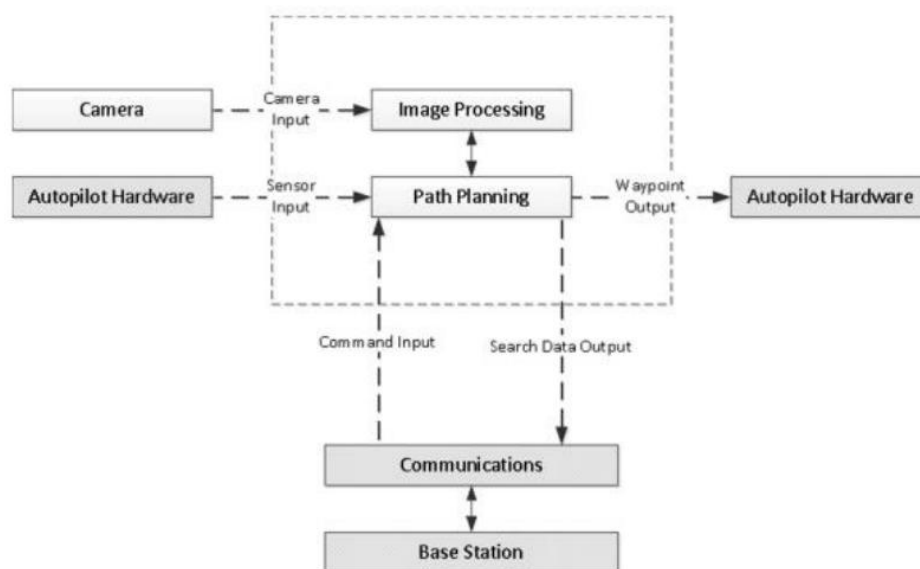 Camera
Camera
Input
Image Processing
Autopilot Hardware
Sensor
Input
Path Planning
Waypoint
Output
Autopilot Hardware
Command Input
Search Data Output
Communications
Base Station